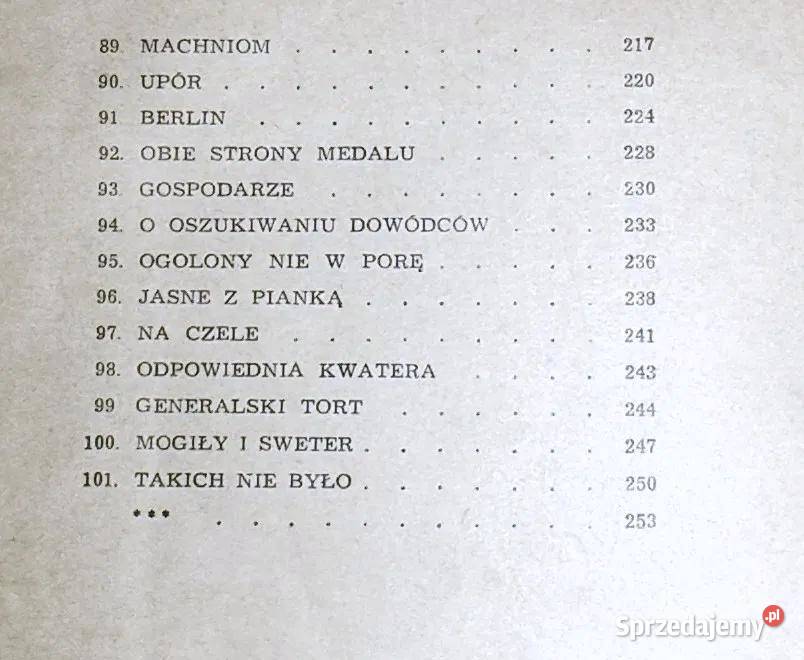 89 MACHNIOM . . . . . . . . . 217
90. UPÓR . . . . . . . . . . . 220
91 BERLIN . . . . . . . . . . 224
92. OBIE STRONY MEDALU . . . . . 228
93 GOSPODARZE . . . . . . . . 230
94. O OSZUKIWANIU DOWÓDCÓW . . . 233
95. OGOLONY NIE W PORĘ . . . . . 236
96. JASNE Z PIANKĄ . . . . . . . 238
97. NA CZELE . . . . . . . . . 241
98. ODPOWIEDNIA KWATERA . . . . 243
99 GENERALSKI TORT . . . . . . 244
100. MOGIŁY I SWETER . . . . . . . 247
101. TAKICH NIE BYŁO . . . . . . . 250
*** . . . . . . . . . . . 253
Sprzedajemy.pl